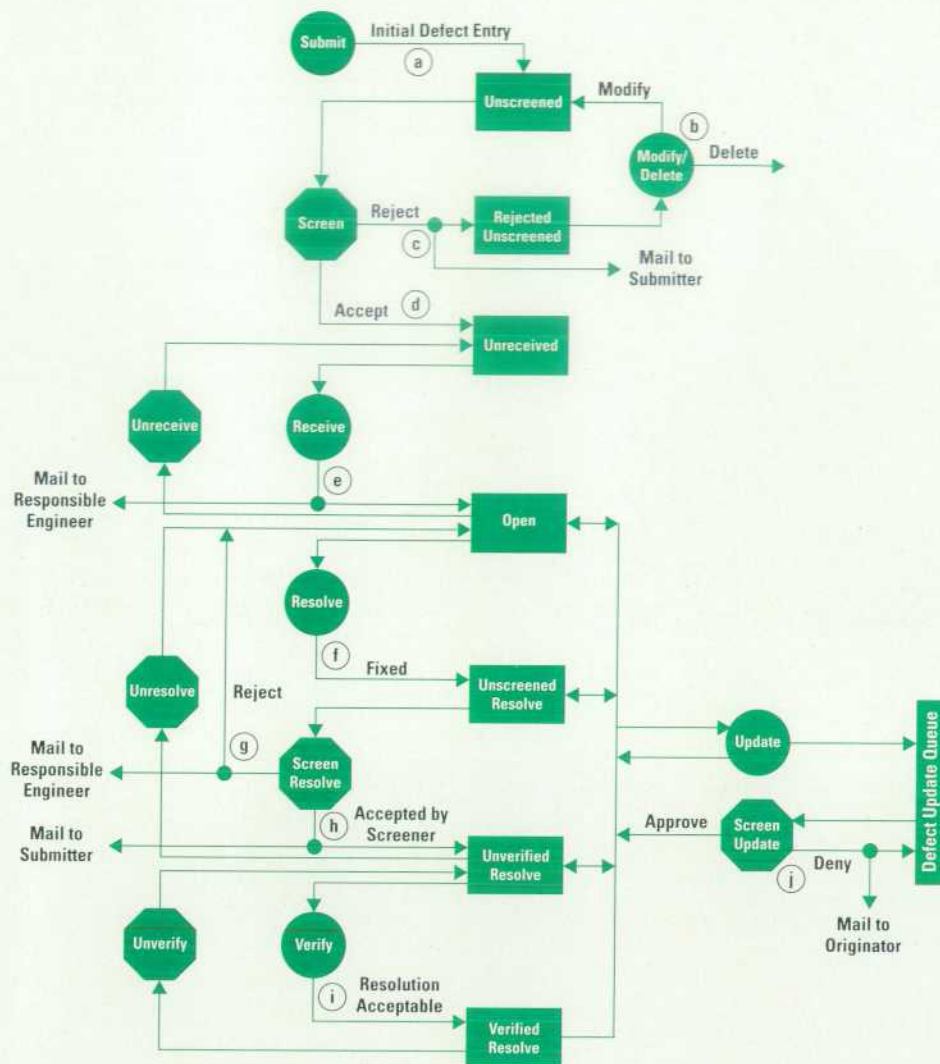 Submit
Initial Defect Entry
a
Unscreened
Modify
b
Modify/
Delete
Delete
Screen
Reject
c
Rejected
Unscreened
Mail to
Submitter
Accept
d
Unreceived
Unreceive
Receive
Mail to
Responsible
Engineer
e
Open
Resolve
f
Fixed
Unresolve
Reject
Unscreened
Resolve
Update
Defect Update Queue
Mail to
Responsible
Engineer
g
Screen
Resolve
h
Accepted by
Screener
Mail to
Submitter
Unverified
Resolve
Approve
Screen
Update
j
Deny
Mail to
Originator
Unverify
Verify
i
Resolution
Acceptable
Verified
Resolve